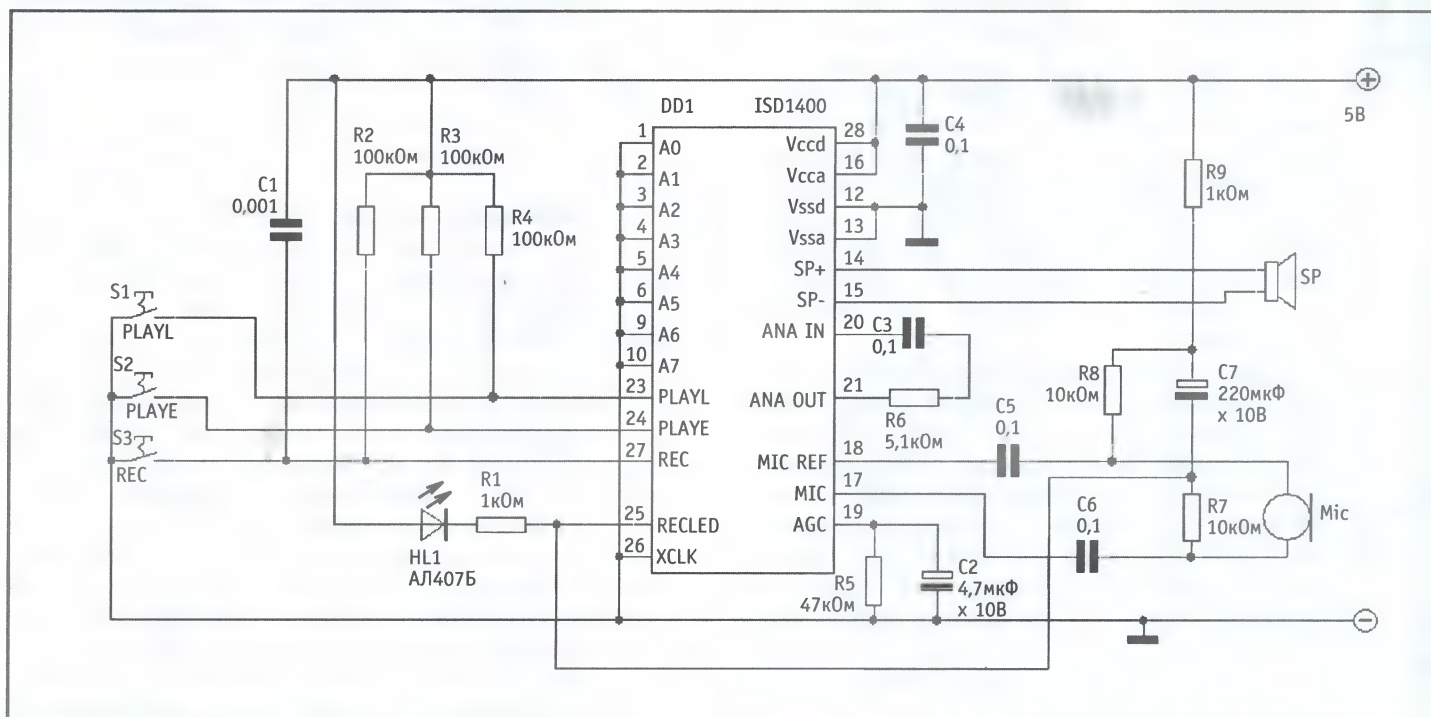 DD1 ISD1400
5В
R2
100кОм
R3
100кОм
R4
100кОм
C1
0,001
S1
PLAYL
S2
PLAYE
S3
REC
1 A0
2 A1
3 A2
4 A3
5 A4
6 A5
9 A6
10 A7
23 PLAYL
24 PLAYE
27 REC
25 RECLED
26 XCLK
R1
1кОм
HL1
АЛ407Б
Vccd 28
Vcca 16
Vssd 12
Vssa 13
SP+ 14
SP- 15
ANA IN 20
ANA OUT 21
MIC REF 18
MIC 17
AGC 19
C4
0,1
C3
0,1
R6
5,1кОм
C5
0,1
R9
1кОм
SP
R8
10кОм
C7
220мкФ
x 10В
C6
0,1
R7
10кОм
Mic
R5
47кОм
C2
4,7мкФ
x 10В